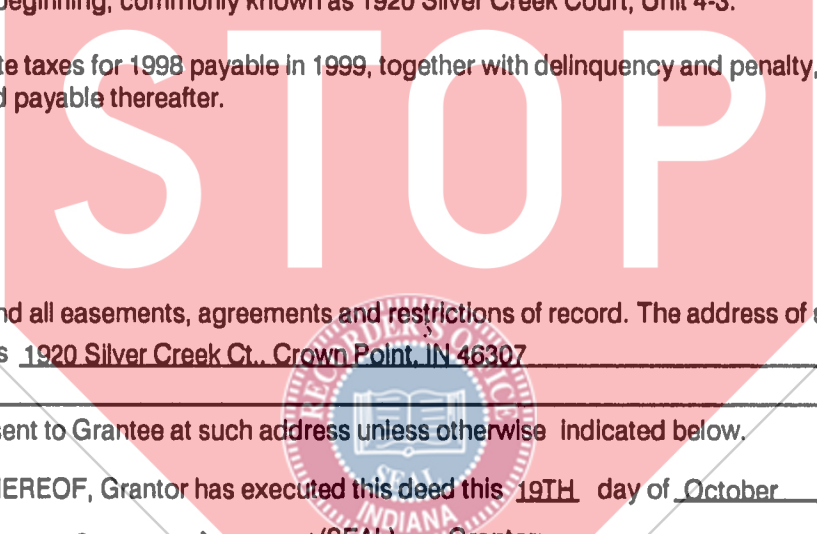 beginning, commonly known as 1920 Silver Creek Court, Unit 4-3.
te taxes for 1998 payable in 1999, together with delinquency and penalty,
d payable thereafter.
STOP
nd all easements, agreements and restrictions of record. The address of s
s 1920 Silver Creek Ct., Crown Point, IN 46307
RECORDER'S OFFICE
sent to Grantee at such address unless otherwise indicated below.
SEAL
HEREOF, Grantor has executed this deed this 19TH day of October
INDIANA
(SEAL) Grantor: